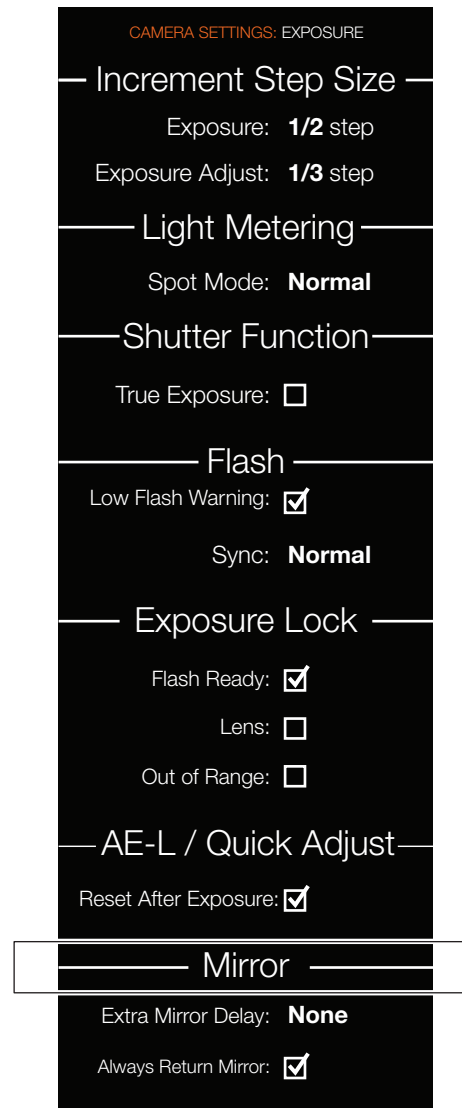 CAMERA SETTINGS: EXPOSURE
Increment Step Size
Exposure: 1/2 step
Exposure Adjust: 1/3 step
Light Metering
Spot Mode: Normal
Shutter Function
True Exposure:
Flash
Low Flash Warning:
Sync: Normal
Exposure Lock
Flash Ready:
Lens:
Out of Range:
AE-L / Quick Adjust
Reset After Exposure:
Mirror
Extra Mirror Delay: None
Always Return Mirror: